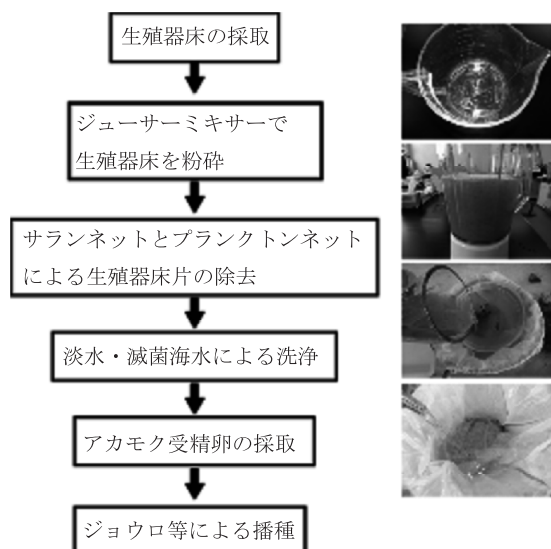 生殖器床の採取
ジューサーミキサーで
生殖器床を粉砕
サランネットとプランクトンネット
による生殖器床片の除去
淡水・滅菌海水による洗浄
アカモク受精卵の採取
ジョウロ等による播種